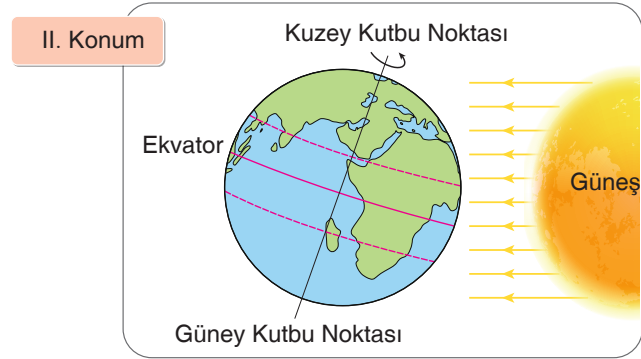 II. Konum
Kuzey Kutbu Noktası
Ekvator
Güneş
Güney Kutbu Noktası